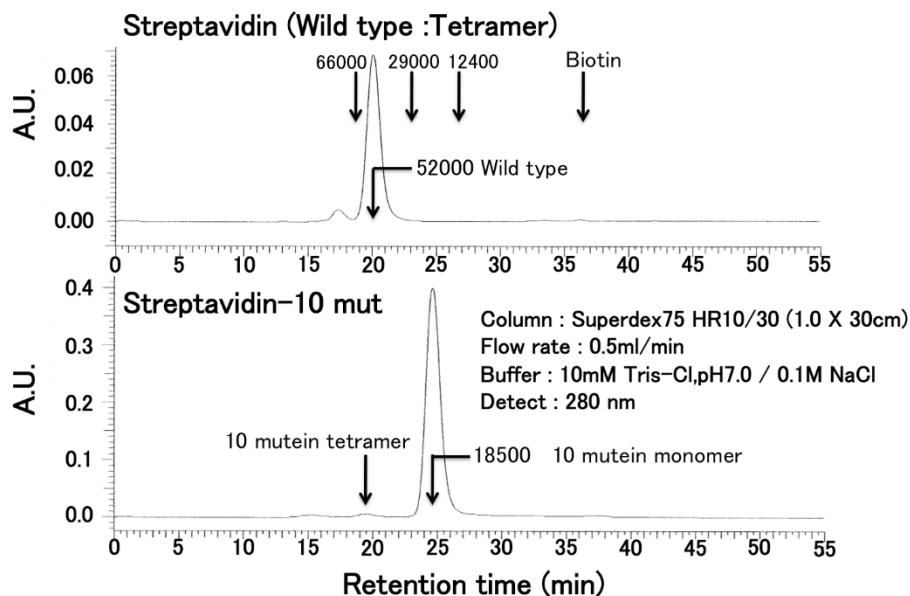 Streptavidin (Wild type :Tetramer)
66000 29000 12400 Biotin
A.U.
0.06
0.04
0.02
0.00
52000 Wild type
0 5 10 15 20 25 30 35 40 45 50 55
Streptavidin-10 mut
A.U.
0.4
0.3
0.2
0.1
0.0
Column : Superdex75 HR10/30 (1.0 X 30cm)
Flow rate : 0.5ml/min
Buffer : 10mM Tris-Cl,pH7.0 / 0.1M NaCl
Detect : 280 nm
10 mutein tetramer
18500 10 mutein monomer
0 5 10 15 20 25 30 35 40 45 50 55
Retention time (min)